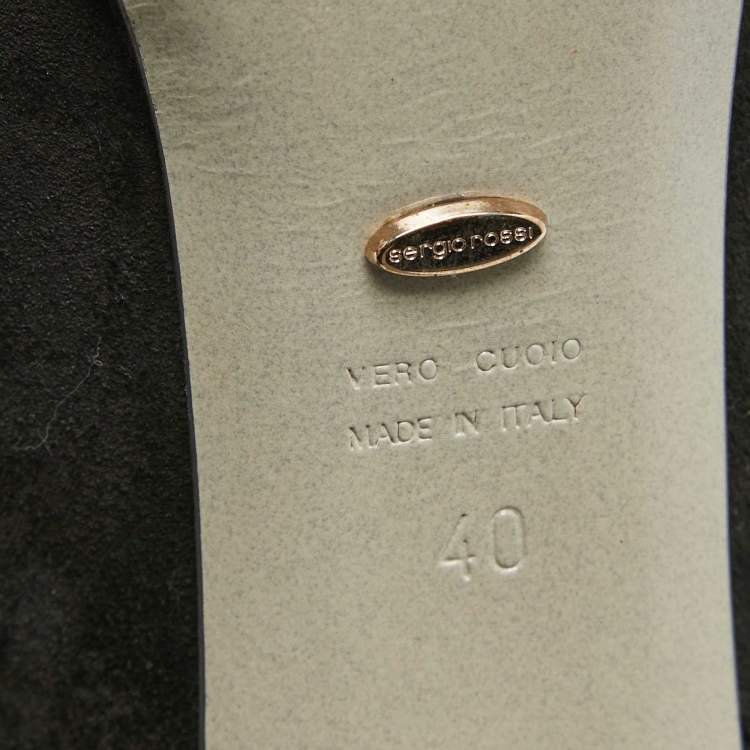 sergio rossi
VERO CUOIO
MADE IN ITALY
40